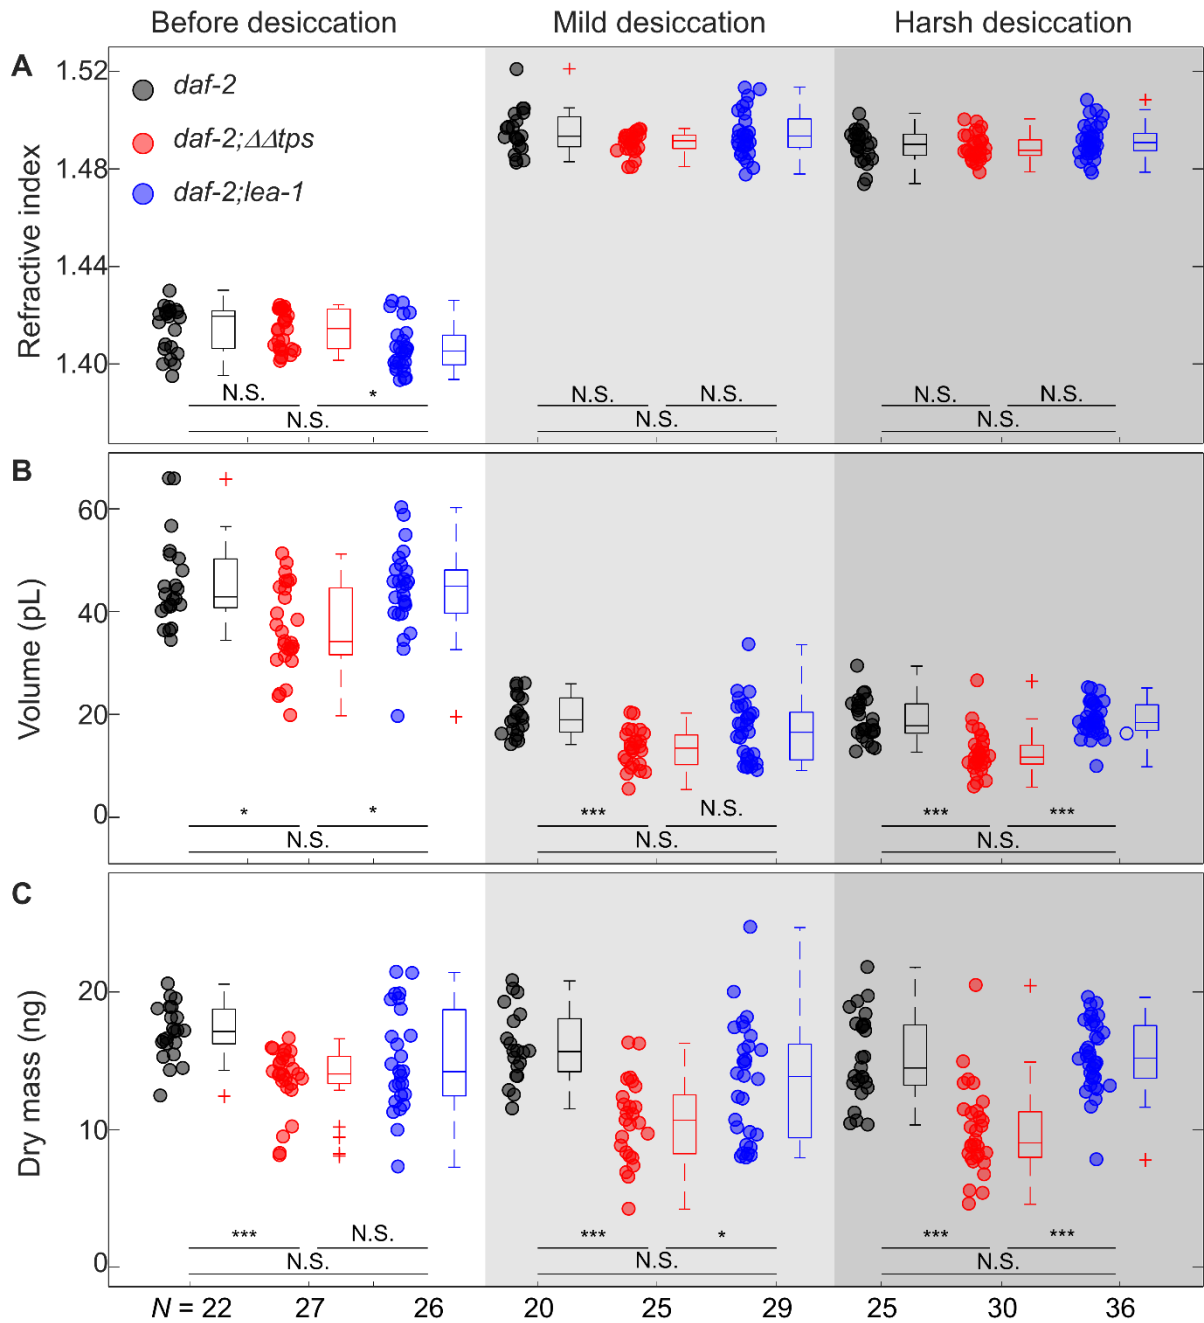 Before desiccation Mild desiccation Harsh desiccation
A
Refractive index
1.52
1.48
1.44
1.40
daf-2
daf-2;ΔΔtps
daf-2;lea-1
N.S. * N.S. N.S. N.S. N.S.
N.S. N.S. N.S.
B
Volume (pL)
60
40
20
0
* * *** N.S. *** ***
N.S. N.S. N.S.
C
Dry mass (ng)
20
10
0
*** N.S. *** * *** ***
N.S. N.S. N.S.
N = 22 27 26 20 25 29 25 30 36